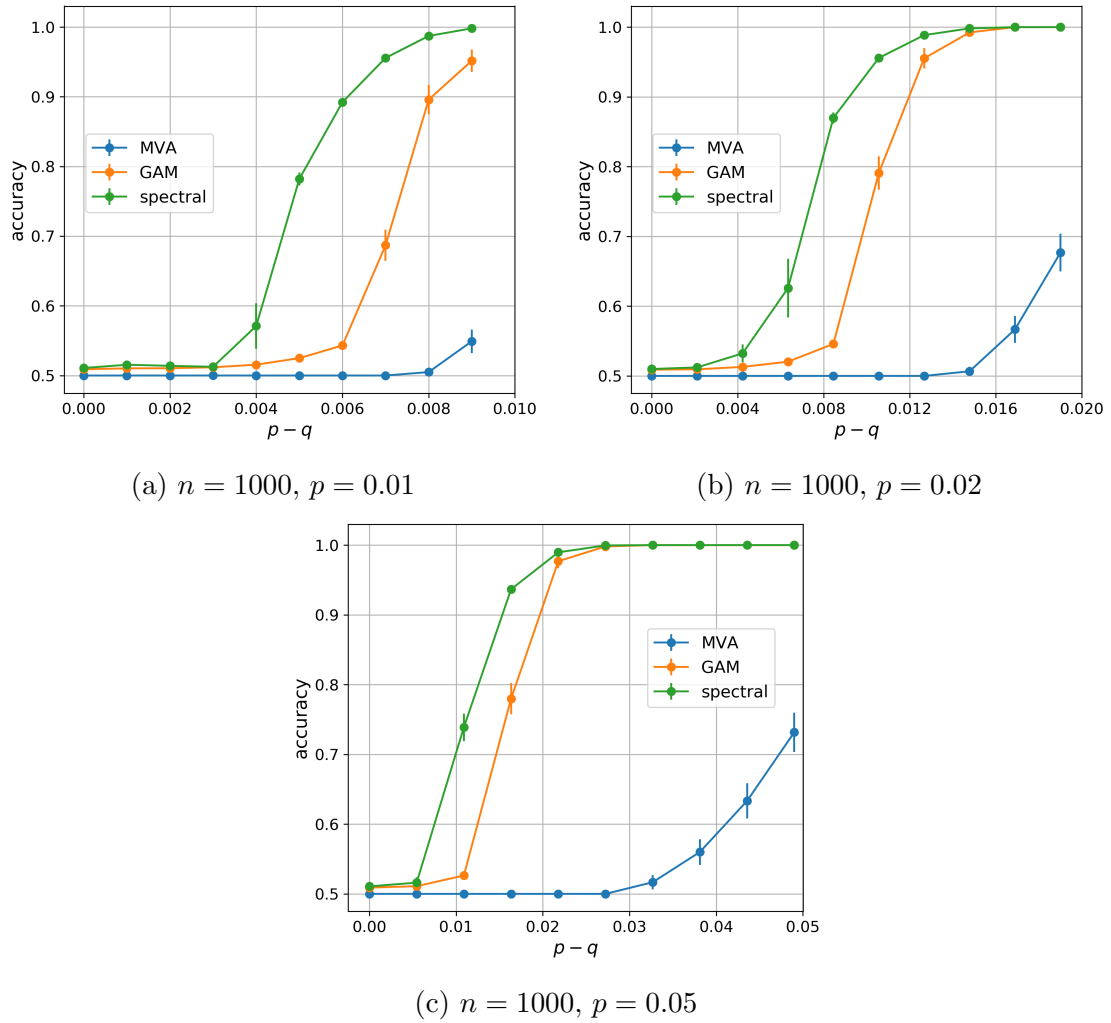 1.0
0.9
0.8
0.7
0.6
0.5
accuracy
MVA
GAM
spectral
0.000 0.002 0.004 0.006 0.008 0.010
p − q
(a) n = 1000, p = 0.01
1.0
0.9
0.8
0.7
0.6
0.5
accuracy
MVA
GAM
spectral
0.000 0.004 0.008 0.012 0.016 0.020
p − q
(b) n = 1000, p = 0.02
1.0
0.9
0.8
0.7
0.6
0.5
accuracy
MVA
GAM
spectral
0.00 0.01 0.02 0.03 0.04 0.05
p − q
(c) n = 1000, p = 0.05